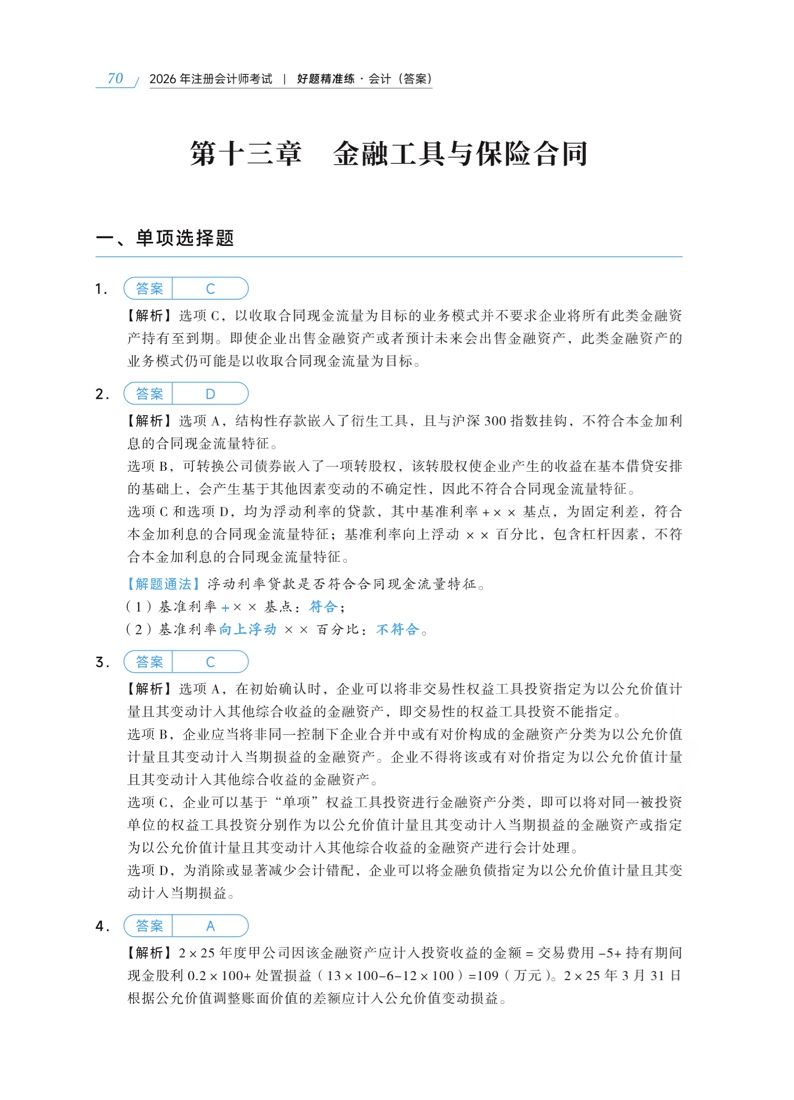 70 2026 年注册会计师考试 | 好题精准练 · 会计（答案）
第十三章 金融工具与保险合同
一、单项选择题
1. 答案 C
【解析】选项 C，以收取合同现金流量为目标的业务模式并不要求企业将所有此类金融资
产持有至到期。即使企业出售金融资产或者预计未来会出售金融资产，此类金融资产的
业务模式仍可能是以收取合同现金流量为目标。
2. 答案 D
【解析】选项 A，结构性存款嵌入了衍生工具，且与沪深 300 指数挂钩，不符合本金加利
息的合同现金流量特征。
选项 B，可转换公司债券嵌入了一项转股权，该转股权使企业产生的收益在基本借贷安排
的基础上，会产生基于其他因素变动的不确定性，因此不符合合同现金流量特征。
选项 C 和选项 D，均为浮动利率的贷款，其中基准利率 +×× 基点，为固定利差，符合
本金加利息的合同现金流量特征；基准利率向上浮动 ×× 百分比，包含杠杆因素，不符
合本金加利息的合同现金流量特征。
【解题通法】浮动利率贷款是否符合合同现金流量特征。
（1）基准利率 +×× 基点：符合；
（2）基准利率向上浮动 ×× 百分比：不符合。
3. 答案 C
【解析】选项 A，在初始确认时，企业可以将非交易性权益工具投资指定为以公允价值计
量且其变动计入其他综合收益的金融资产，即交易性的权益工具投资不能指定。
选项 B，企业应当将非同一控制下企业合并中或有对价构成的金融资产分类为以公允价值
计量且其变动计入当期损益的金融资产。企业不得将该或有对价指定为以公允价值计量
且其变动计入其他综合收益的金融资产。
选项 C，企业可以基于“单项”权益工具投资进行金融资产分类，即可以将对同一被投资
单位的权益工具投资分别作为以公允价值计量且其变动计入当期损益的金融资产或指定
为以公允价值计量且其变动计入其他综合收益的金融资产进行会计处理。
选项 D，为消除或显著减少会计错配，企业可以将金融负债指定为以公允价值计量且其变
动计入当期损益。
4. 答案 A
【解析】2×25 年度甲公司因该金融资产应计入投资收益的金额 = 交易费用 -5+ 持有期间
现金股利 0.2×100+ 处置损益（13×100-6-12×100）=109（万元）。2×25 年 3 月 31 日
根据公允价值调整账面价值的差额应计入公允价值变动损益。